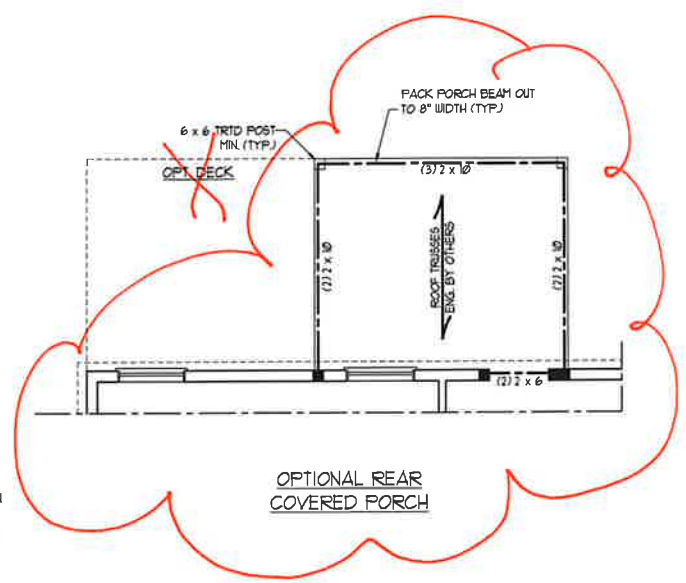 PACK PORCH BEAM OUT
TO 8" WIDTH (TYP.)
6 x 6 TRTD POST
MIN. (TYP.)
OPT. DECK
(3) 2 x 10
(2) 2 x 10
ROOF TRUSSES
ENG. BY OTHERS
(2) 2 x 10
(2) 2 x 6
OPTIONAL REAR
COVERED PORCH